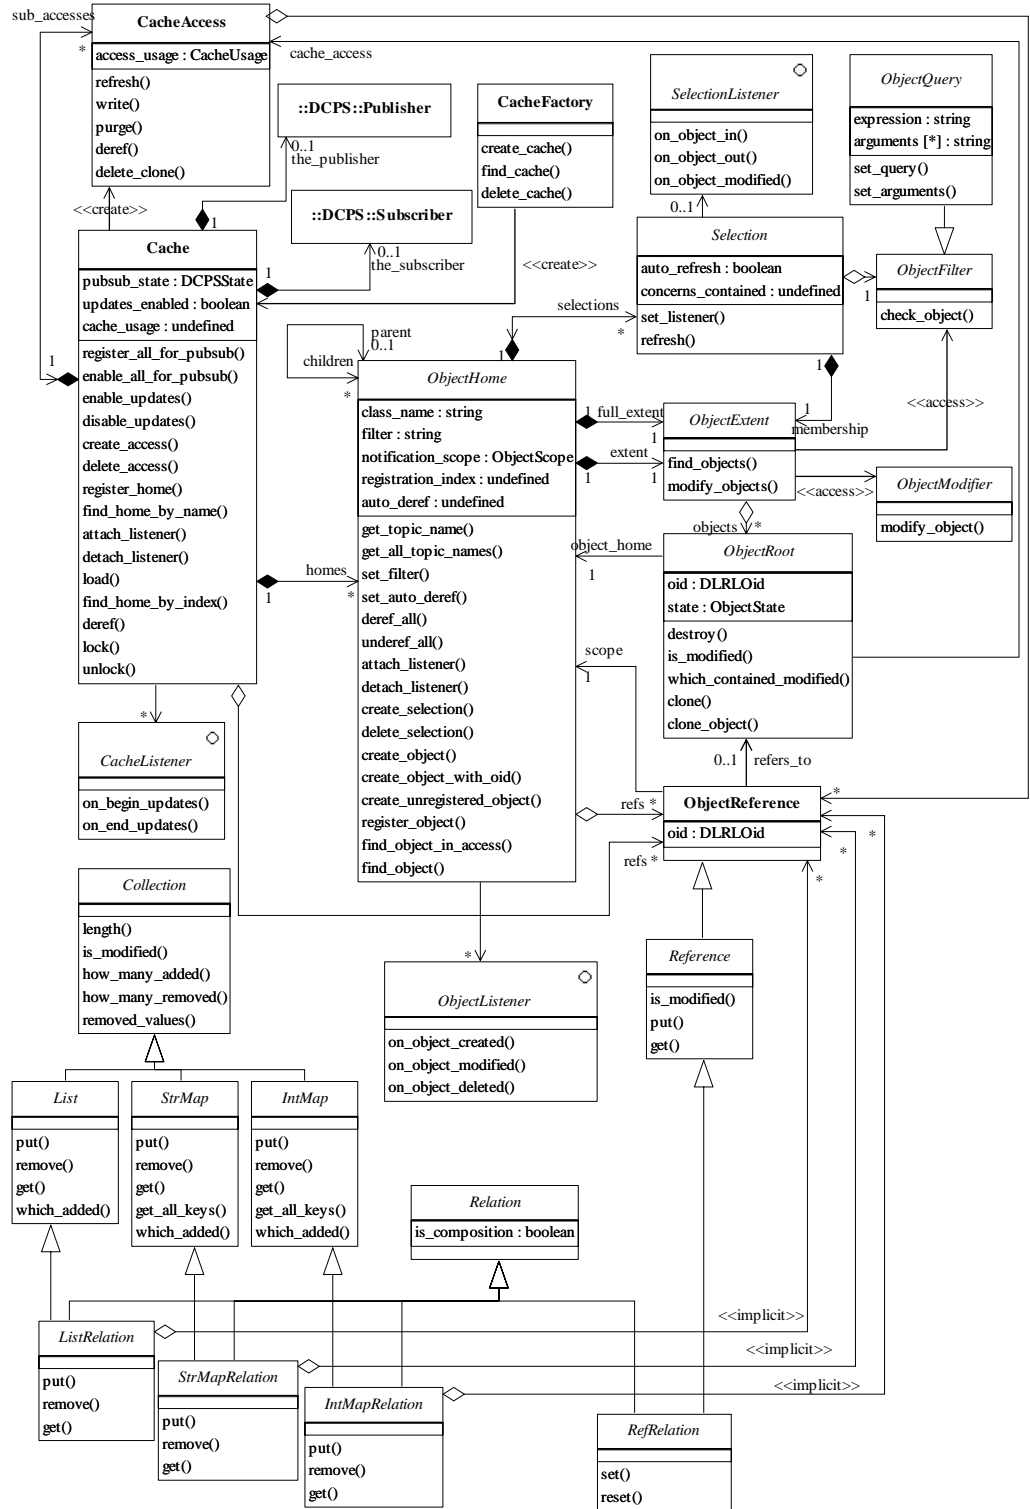 sub_accesses
*
CacheAccess
access_usage : CacheUsage
refresh()
write()
purge()
deref()
delete_clone()
cache_access
<<create>>
::DCPS::Publisher
0..1
the_publisher
1
::DCPS::Subscriber
0..1
the_subscriber
1
CacheFactory
create_cache()
find_cache()
delete_cache()
<<create>>
SelectionListener
on_object_in()
on_object_out()
on_object_modified()
0..1
ObjectQuery
expression : string
arguments [*] : string
set_query()
set_arguments()
Cache
pubsub_state : DCPSState
updates_enabled : boolean
cache_usage : undefined
register_all_for_pubsub()
enable_all_for_pubsub()
enable_updates()
disable_updates()
create_access()
delete_access()
register_home()
find_home_by_name()
attach_listener()
detach_listener()
load()
find_home_by_index()
deref()
lock()
unlock()
1
homes
1
*
Selection
auto_refresh : boolean
concerns_contained : undefined
set_listener()
refresh()
selections
*
1
ObjectFilter
check_object()
1
<<access>>
parent
0..1
children
*
ObjectHome
class_name : string
filter : string
notification_scope : ObjectScope
registration_index : undefined
auto_deref : undefined
get_topic_name()
get_all_topic_names()
set_filter()
set_auto_deref()
deref_all()
underef_all()
attach_listener()
detach_listener()
create_selection()
delete_selection()
create_object()
create_object_with_oid()
create_unregistered_object()
register_object()
find_object_in_access()
find_object()
1
full_extent
1
extent
1
1
ObjectExtent
find_objects()
modify_objects()
1
membership
<<access>>
ObjectModifier
modify_object()
objects
*
object_home
1
ObjectRoot
oid : DLRLOid
state : ObjectState
destroy()
is_modified()
which_contained_modified()
clone()
clone_object()
scope
1
0..1
refers_to
ObjectReference
oid : DLRLOid
refs *
refs *
*
*
*
*
*
CacheListener
on_begin_updates()
on_end_updates()
*
ObjectListener
on_object_created()
on_object_modified()
on_object_deleted()
Collection
length()
is_modified()
how_many_added()
how_many_removed()
removed_values()
Reference
is_modified()
put()
get()
List
put()
remove()
get()
which_added()
StrMap
put()
remove()
get()
get_all_keys()
which_added()
IntMap
put()
remove()
get()
get_all_keys()
which_added()
Relation
is_composition : boolean
ListRelation
put()
remove()
get()
<<implicit>>
StrMapRelation
put()
remove()
get()
<<implicit>>
IntMapRelation
put()
remove()
get()
<<implicit>>
RefRelation
set()
reset()